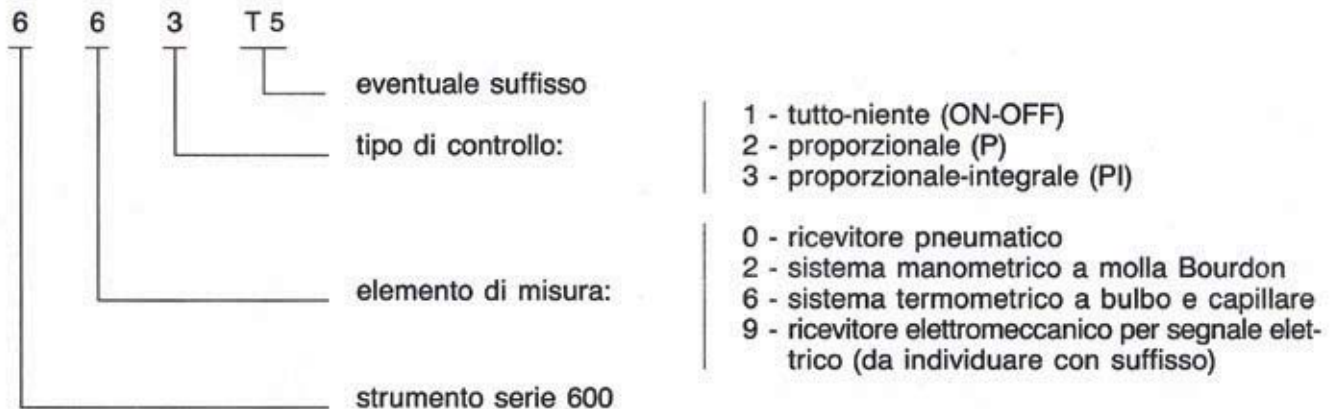 6 6 3 T 5
eventuale suffisso
tipo di controllo:
1 - tutto-niente (ON-OFF)
2 - proporzionale (P)
3 - proporzionale-integrale (PI)
elemento di misura:
0 - ricevitore pneumatico
2 - sistema manometrico a molla Bourdon
6 - sistema termometrico a bulbo e capillare
9 - ricevitore elettromeccanico per segnale elet-
trico (da individuare con suffisso)
strumento serie 600